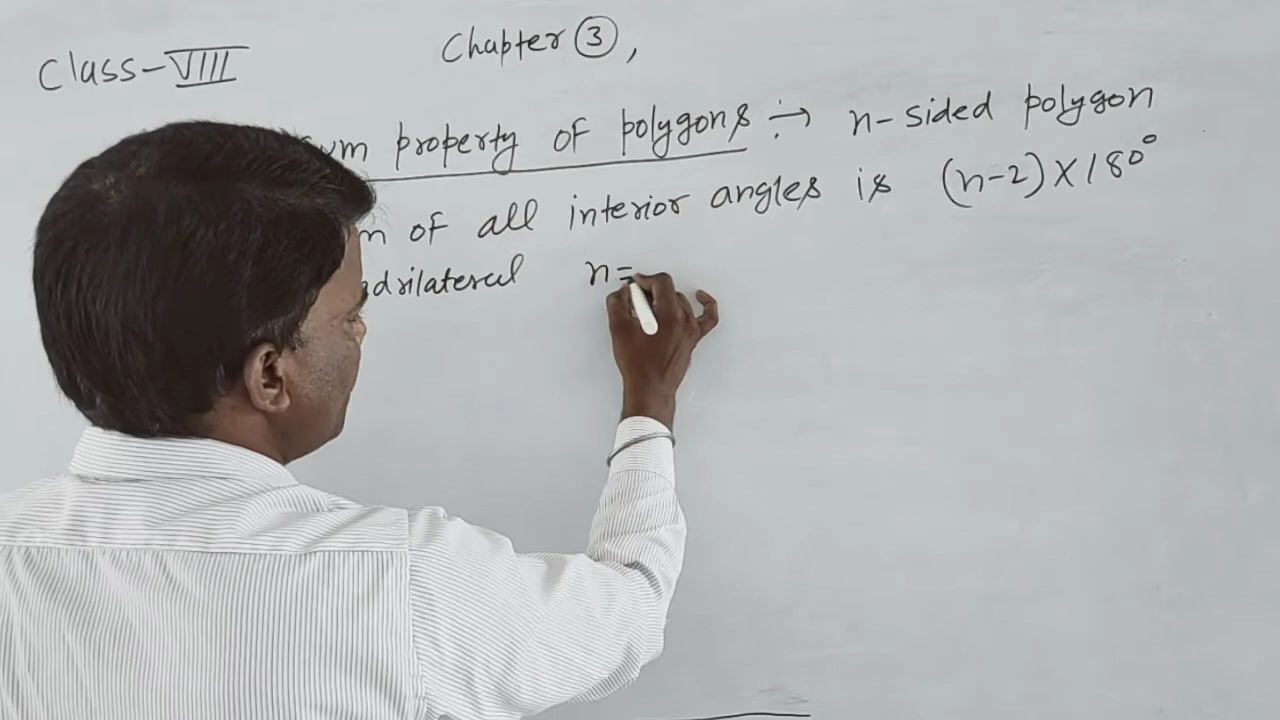 Class-VIII
Chapter ③,
property of polygons :→ n-sided polygon
of all interior angles is (n-2)×180°
n=